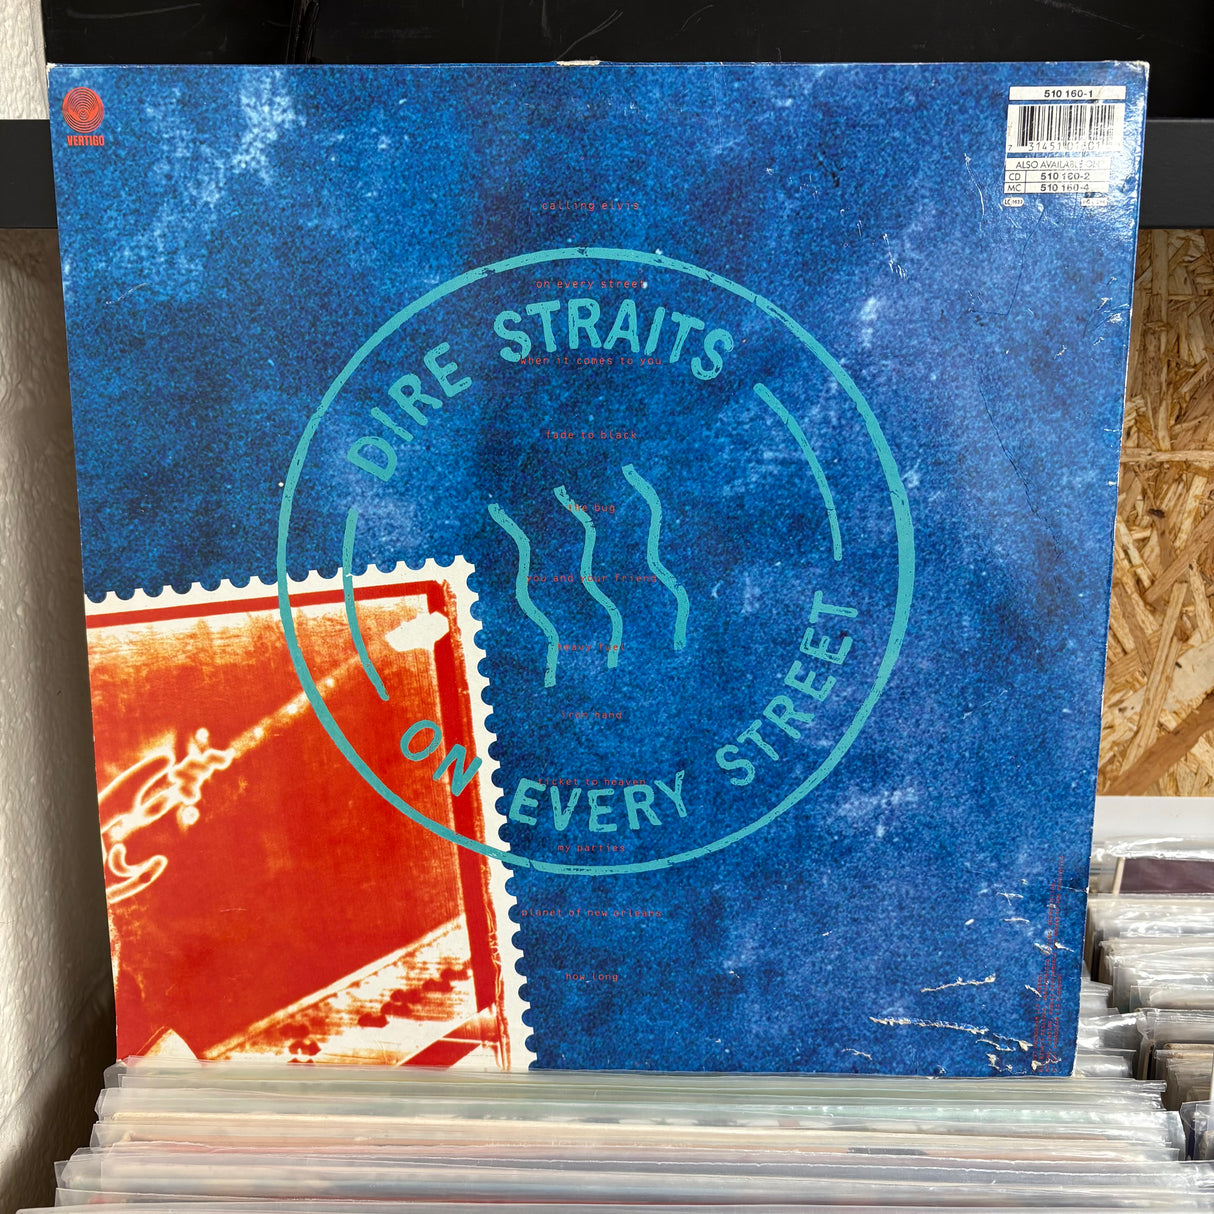 VERTIGO
510 160-1
ALSO AVAILABLE ON
CD 510 160-2
MC 510 160-4
calling elvis
on every street
DIRE STRAITS
when it comes to you
fade to black
the bug
you and your friend
heavy fuel
iron hand
ticket to heaven
ON EVERY STREET
my parties
planet of new orleans
how long